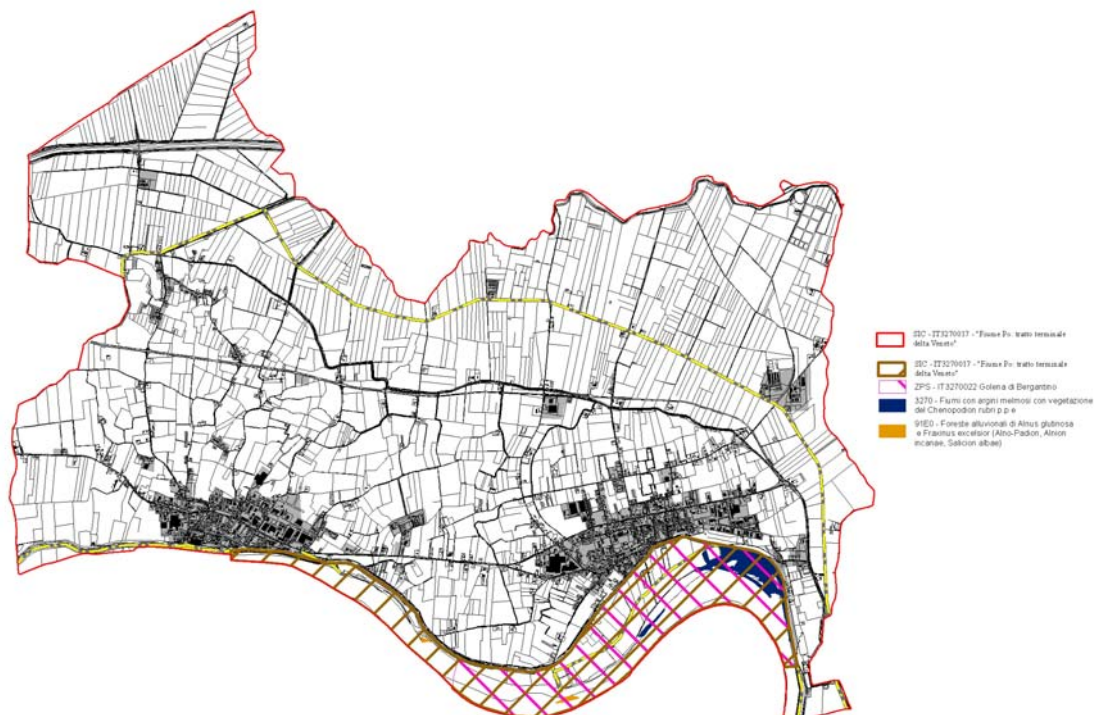 SIC - IT3270017 - "Fiume Po: tratto terminale
delta Veneto"
SIC - IT3270017 - "Fiume Po: tratto terminale
delta Veneto"
ZPS - IT3270022 Golena di Bergantino
3270 - Fiumi con argini melmosi con vegetazione
del Chenopodion rubri p.p e
91E0 - Foreste alluvionali di Alnus glutinosa
e Fraxinus excelsior (Alno-Padion, Alnion
incanae, Salicion albae)